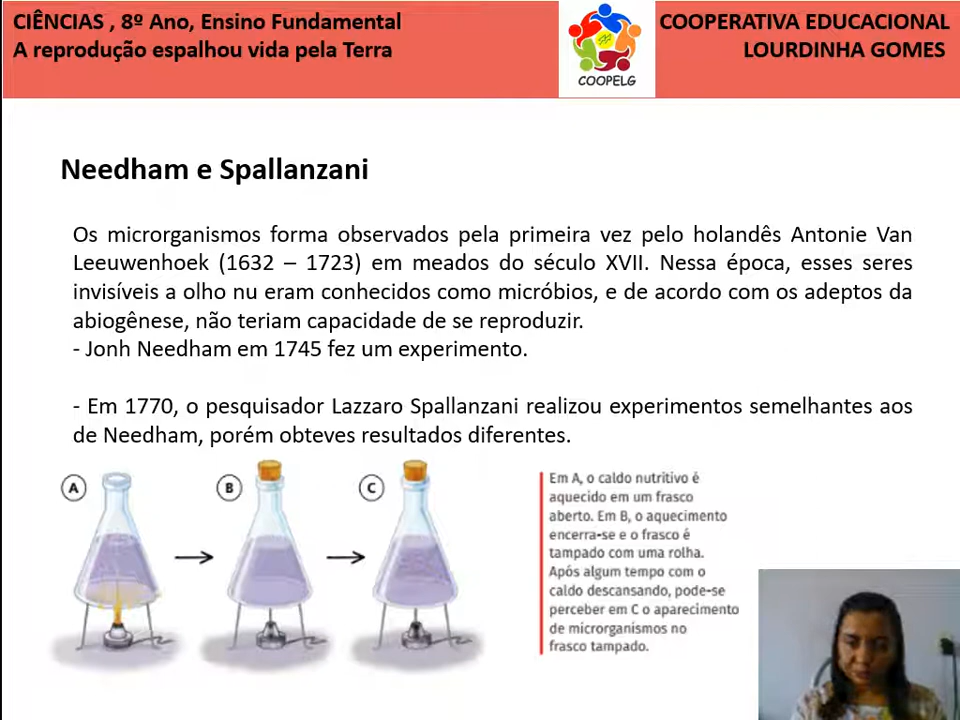 CIÊNCIAS , 8º Ano, Ensino Fundamental
A reprodução espalhou vida pela Terra
COOPELG
COOPERATIVA EDUCACIONAL
LOURDINHA GOMES
Needham e Spallanzani
Os microrganismos forma observados pela primeira vez pelo holandês Antonie Van
Leeuwenhoek (1632 – 1723) em meados do século XVII. Nessa época, esses seres
invisíveis a olho nu eram conhecidos como micróbios, e de acordo com os adeptos da
abiogênese, não teriam capacidade de se reproduzir.
- Jonh Needham em 1745 fez um experimento.
- Em 1770, o pesquisador Lazzaro Spallanzani realizou experimentos semelhantes aos
de Needham, porém obteves resultados diferentes.
A
B
C
Em A, o caldo nutritivo é
aquecido em um frasco
aberto. Em B, o aquecimento
encerra-se e o frasco é
tampado com uma rolha.
Após algum tempo com o
caldo descansando, pode-se
perceber em C o aparecimento
de microrganismos no
frasco tampado.